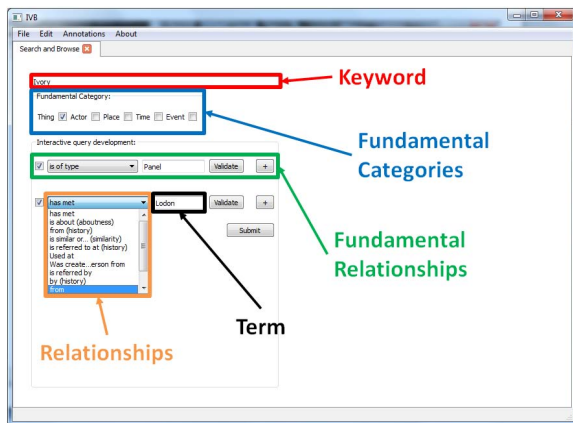 IVB
File Edit Annotations About
Search and Browse
Ivory
Keyword
Fundamental Category:
Thing Actor Place Time Event
Fundamental
Categories
Interactive query development:
is of type Panel Validate +
has met Lodon Validate +
has met
is about (aboutness)
from (history)
is similar or... (similarity)
is referred to at (history)
Used at
Was create...erson from
is referred by
by (history)
from
Submit
Fundamental
Relationships
Term
Relationships